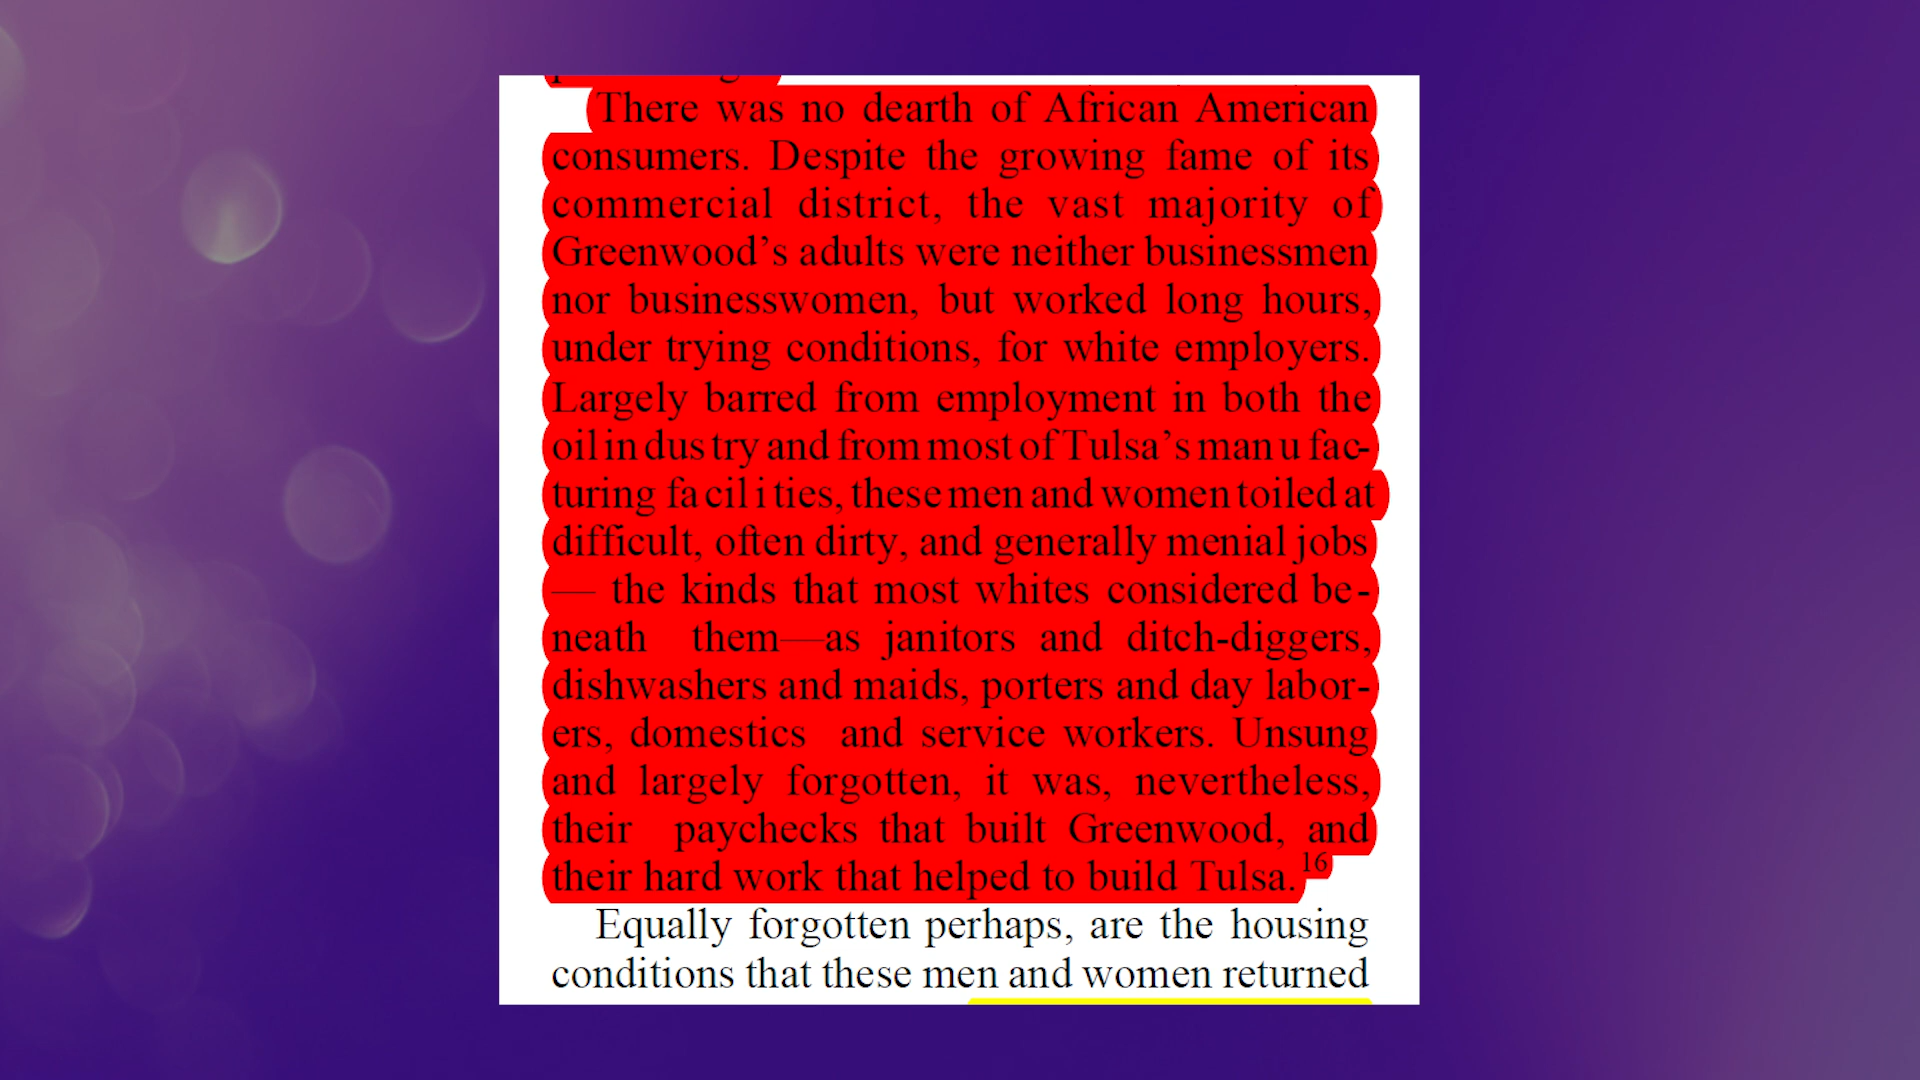 There was no dearth of African American
consumers. Despite the growing fame of its
commercial district, the vast majority of
Greenwood's adults were neither businessmen
nor businesswomen, but worked long hours,
under trying conditions, for white employers.
Largely barred from employment in both the
oil in dus try and from most of Tulsa's man u fac-
turing fa cil i ties, these men and women toiled at
difficult, often dirty, and generally menial jobs
— the kinds that most whites considered be-
neath them—as janitors and ditch-diggers,
dishwashers and maids, porters and day labor-
ers, domestics and service workers. Unsung
and largely forgotten, it was, nevertheless,
their paychecks that built Greenwood, and
their hard work that helped to build Tulsa.16
Equally forgotten perhaps, are the housing
conditions that these men and women returned